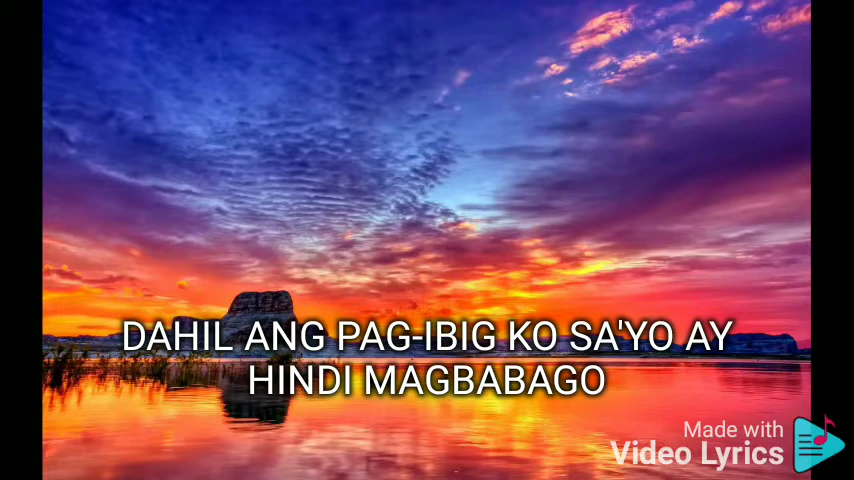 DAHIL ANG PAG-IBIG KO SA'YO AY
HINDI MAGBABAGO
Made with
Video Lyrics